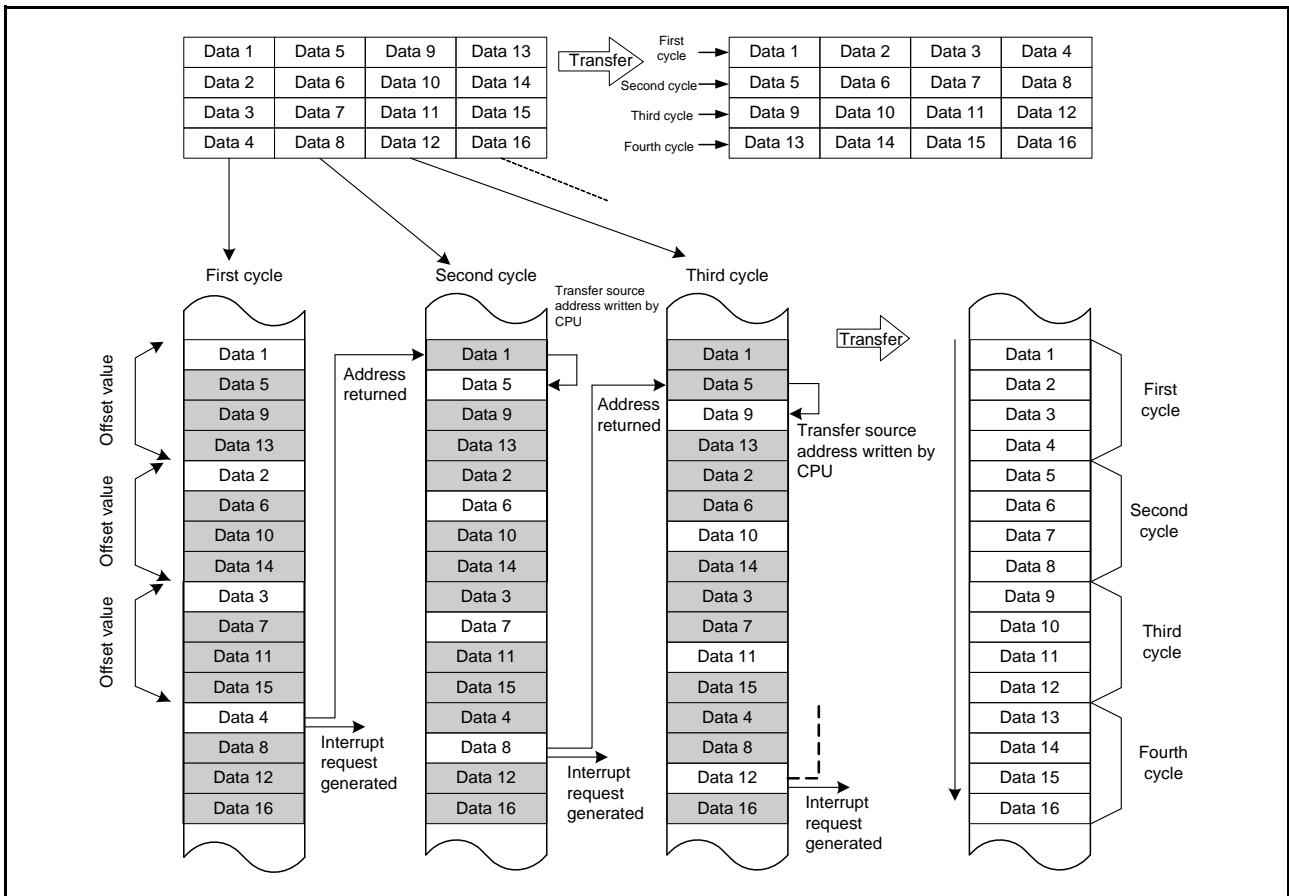 Data 1 Data 5 Data 9 Data 13
Data 2 Data 6 Data 10 Data 14
Data 3 Data 7 Data 11 Data 15
Data 4 Data 8 Data 12 Data 16
Transfer
First
cycle
Second cycle
Third cycle
Fourth cycle
Data 1 Data 2 Data 3 Data 4
Data 5 Data 6 Data 7 Data 8
Data 9 Data 10 Data 11 Data 12
Data 13 Data 14 Data 15 Data 16
First cycle
Offset value
Offset value
Offset value
Data 1
Data 5
Data 9
Data 13
Data 2
Data 6
Data 10
Data 14
Data 3
Data 7
Data 11
Data 15
Data 4
Data 8
Data 12
Data 16
Address
returned
Interrupt
request
generated
Second cycle
Transfer source
address written by
CPU
Data 1
Data 5
Data 9
Data 13
Data 2
Data 6
Data 10
Data 14
Data 3
Data 7
Data 11
Data 15
Data 4
Data 8
Data 12
Data 16
Address
returned
Interrupt
request
generated
Third cycle
Data 1
Data 5
Data 9
Data 13
Data 2
Data 6
Data 10
Data 14
Data 3
Data 7
Data 11
Data 15
Data 4
Data 8
Data 12
Data 16
Transfer
Transfer source
address written by
CPU
Interrupt
request
generated
Data 1
Data 2
Data 3
Data 4
Data 5
Data 6
Data 7
Data 8
Data 9
Data 10
Data 11
Data 12
Data 13
Data 14
Data 15
Data 16
First
cycle
Second
cycle
Third
cycle
Fourth
cycle